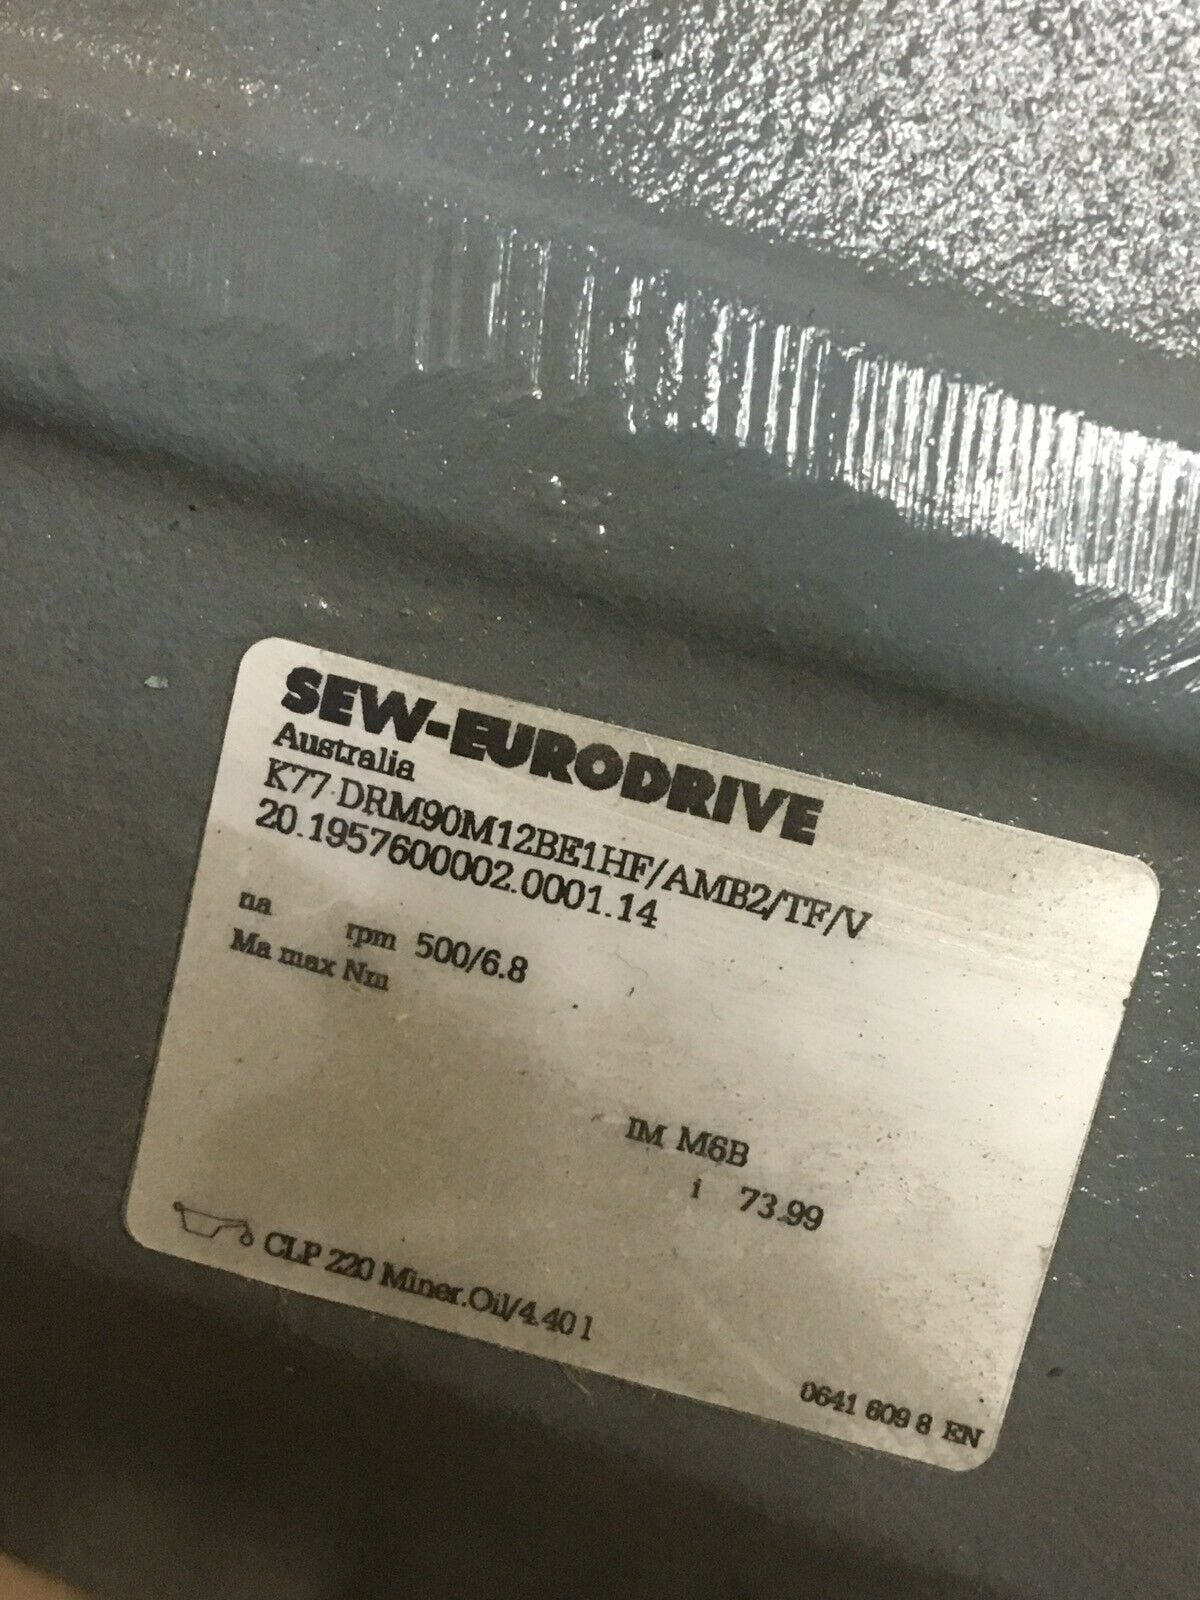 SEW-EURODRIVE
Australia
K77 DRM90M12BE1HF/AMB2/TF/V
20.1957600002.0001.14
na rpm 500/6.8
Ma max Nm
IM M6B
i 73.99
CLP 220 Miner.Oil/4.40 l
0641 609 8 EN